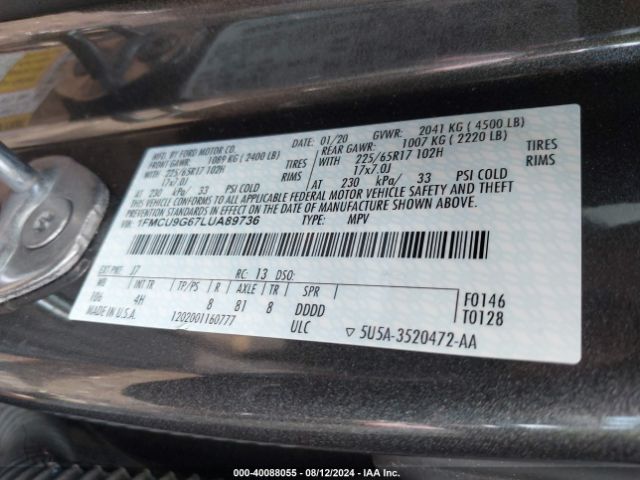 MFD. BY FORD MOTOR CO. 01/20 GVWR: 2041 KG ( 4500 LB)
FRONT GAWR: 1089 KG ( 2400 LB) REAR GAWR: 1007 KG ( 2220 LB)
WITH 225/65R17 102H TIRES WITH 225/65R17 102H TIRES
17x7.0J RIMS 17x7.0J RIMS
AT 230 kPa/ 33 PSI COLD AT 230 kPa/ 33 PSI COLD
THIS VEHICLE CONFORMS TO ALL APPLICABLE FEDERAL MOTOR VEHICLE SAFETY AND THEFT
PREVENTION STANDARDS IN EFFECT ON THE DATE OF MANUFACTURE SHOWN ABOVE.
VIN: 1FMCU9G67LUA89736 TYPE: MPV
EXT PNT: J7 RC: 13 DSO:
WB BRK INT TR TP/PS R AXLE TR SPR
106 4H 8 81 8 DDDD F0146
MADE IN U.S.A. T0128
1202001160777 ULC ▽ 5U5A-3520472-AA
000-40088055 - 08/12/2024 - IAA Inc.